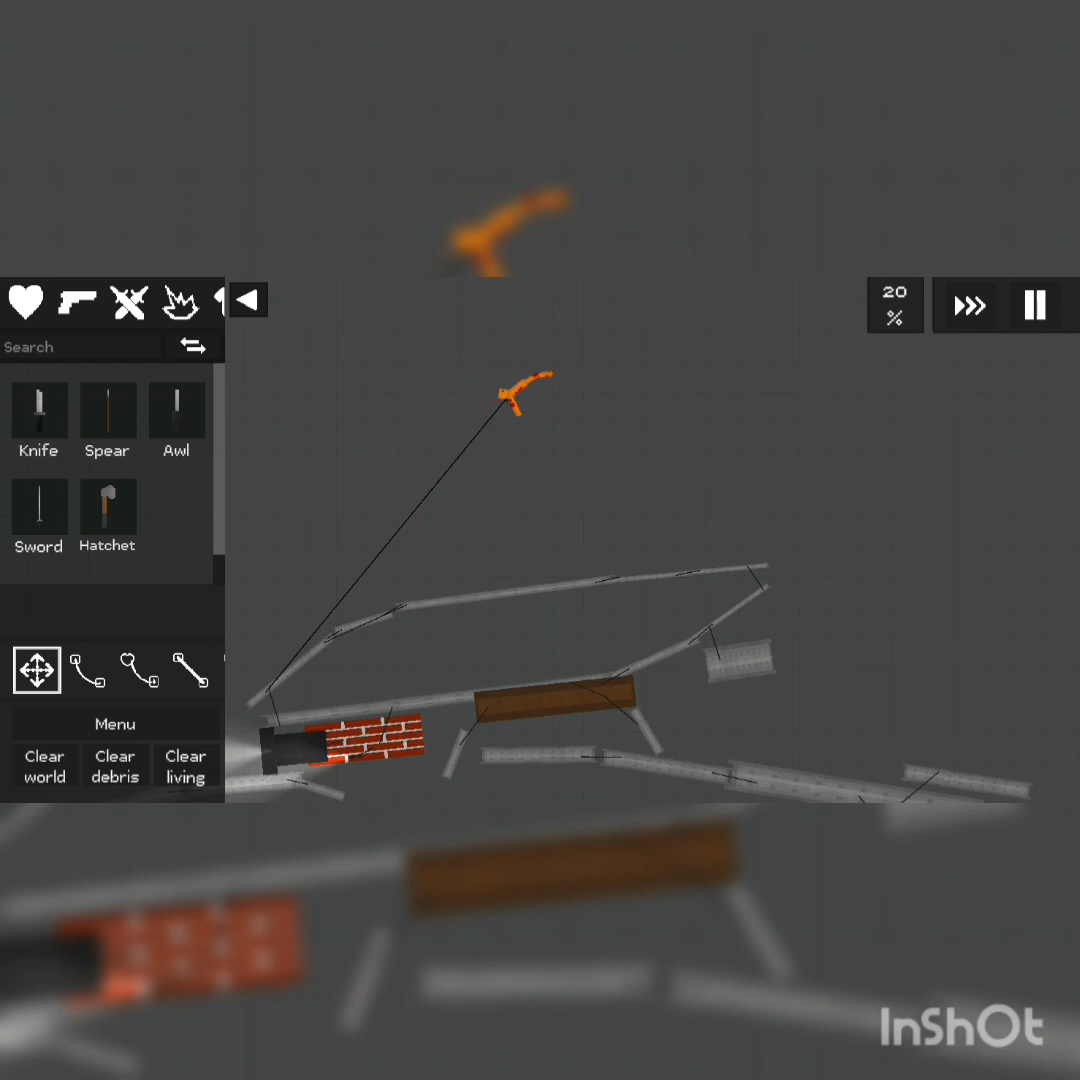 20
%
Search
Knife Spear Awl
Sword Hatchet
Menu
Clear world
Clear debris
Clear living
InShOt